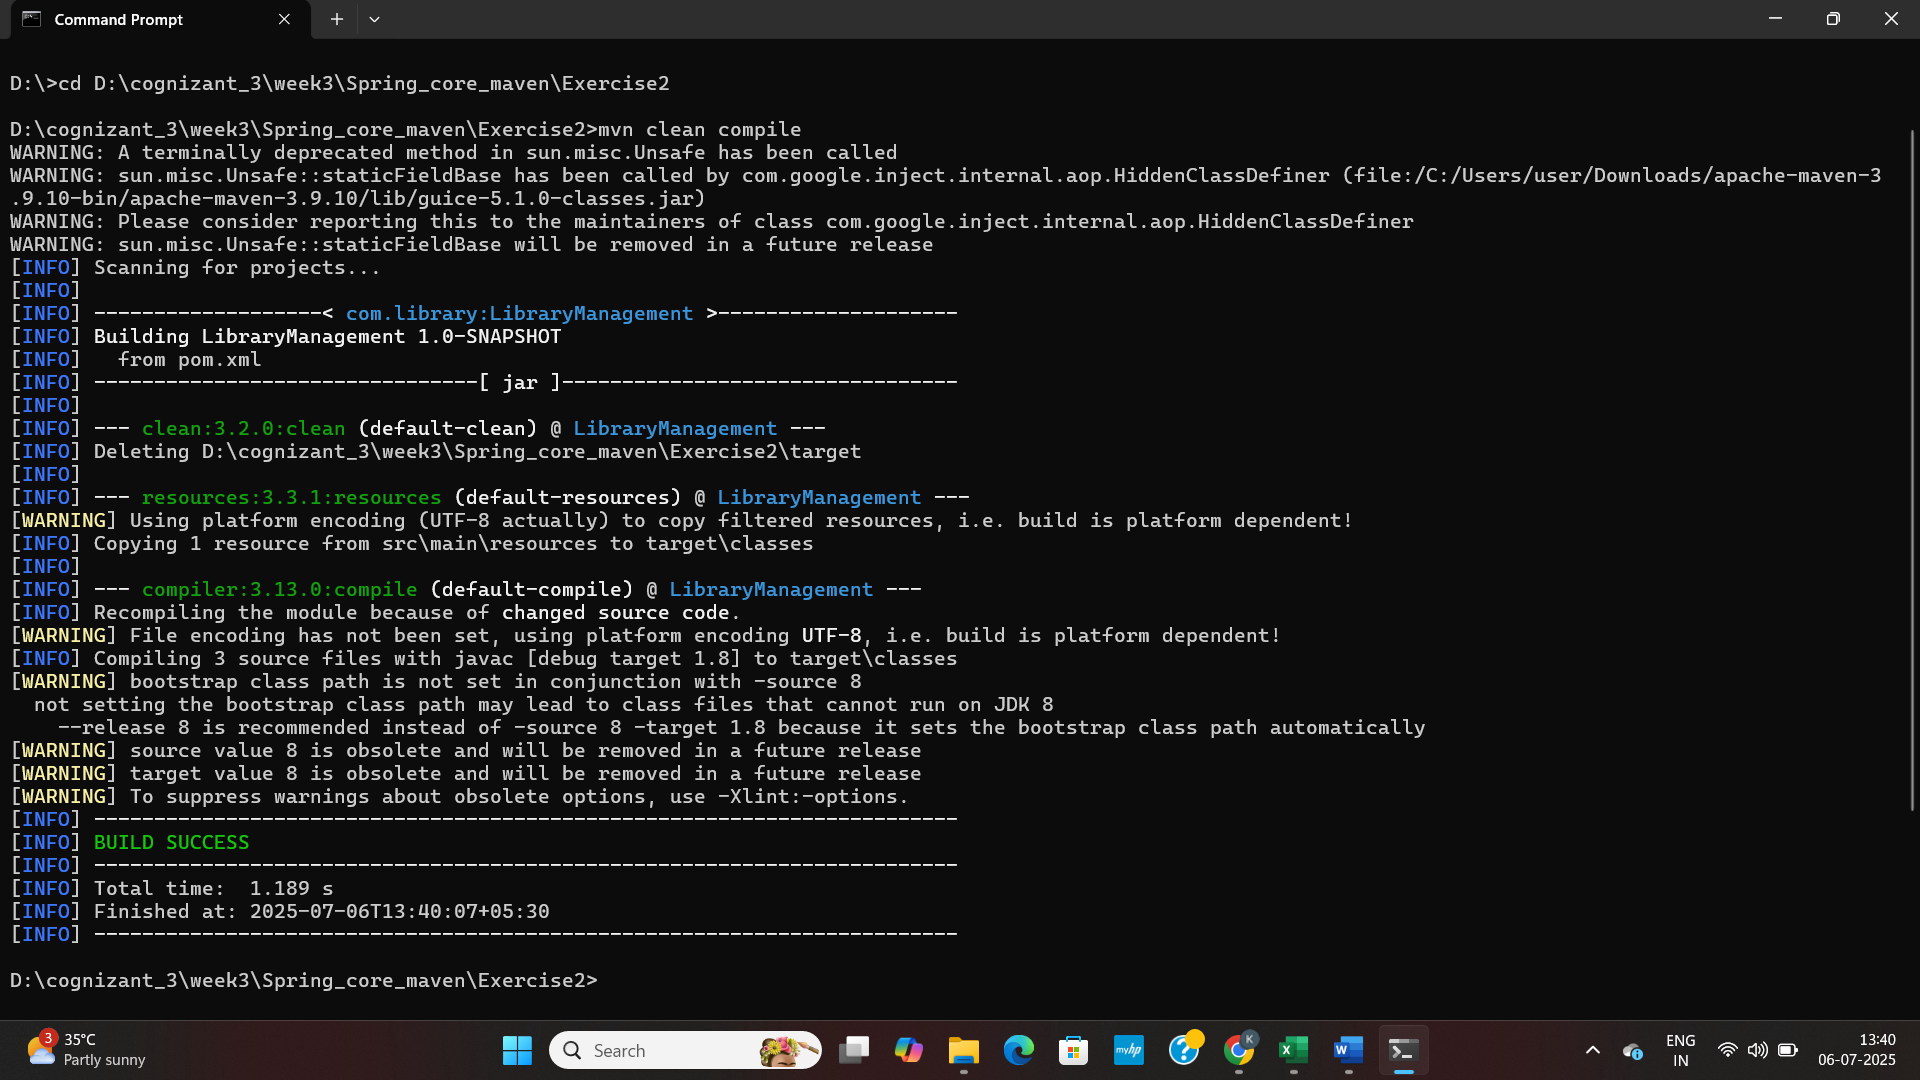 Command Prompt
D:\>cd D:\cognizant_3\week3\Spring_core_maven\Exercise2
D:\cognizant_3\week3\Spring_core_maven\Exercise2>mvn clean compile
WARNING: A terminally deprecated method in sun.misc.Unsafe has been called
WARNING: sun.misc.Unsafe::staticFieldBase has been called by com.google.inject.internal.aop.HiddenClassDefiner (file:/C:/Users/user/Downloads/apache-maven-3
.9.10-bin/apache-maven-3.9.10/lib/guice-5.1.0-classes.jar)
WARNING: Please consider reporting this to the maintainers of class com.google.inject.internal.aop.HiddenClassDefiner
WARNING: sun.misc.Unsafe::staticFieldBase will be removed in a future release
[INFO] Scanning for projects...
[INFO]
[INFO] -------------------< com.library:LibraryManagement >--------------------
[INFO] Building LibraryManagement 1.0-SNAPSHOT
[INFO]   from pom.xml
[INFO] --------------------------------[ jar ]---------------------------------
[INFO]
[INFO] --- clean:3.2.0:clean (default-clean) @ LibraryManagement ---
[INFO] Deleting D:\cognizant_3\week3\Spring_core_maven\Exercise2\target
[INFO]
[INFO] --- resources:3.3.1:resources (default-resources) @ LibraryManagement ---
[WARNING] Using platform encoding (UTF-8 actually) to copy filtered resources, i.e. build is platform dependent!
[INFO] Copying 1 resource from src\main\resources to target\classes
[INFO]
[INFO] --- compiler:3.13.0:compile (default-compile) @ LibraryManagement ---
[INFO] Recompiling the module because of changed source code.
[WARNING] File encoding has not been set, using platform encoding UTF-8, i.e. build is platform dependent!
[INFO] Compiling 3 source files with javac [debug target 1.8] to target\classes
[WARNING] bootstrap class path is not set in conjunction with -source 8
  not setting the bootstrap class path may lead to class files that cannot run on JDK 8
    --release 8 is recommended instead of -source 8 -target 1.8 because it sets the bootstrap class path automatically
[WARNING] source value 8 is obsolete and will be removed in a future release
[WARNING] target value 8 is obsolete and will be removed in a future release
[WARNING] To suppress warnings about obsolete options, use -Xlint:-options.
[INFO] ------------------------------------------------------------------------
[INFO] BUILD SUCCESS
[INFO] ------------------------------------------------------------------------
[INFO] Total time:  1.189 s
[INFO] Finished at: 2025-07-06T13:40:07+05:30
[INFO] ------------------------------------------------------------------------
D:\cognizant_3\week3\Spring_core_maven\Exercise2>
3
35°C
Partly sunny
Search
myhp
K
ENG
IN
13:40
06-07-2025